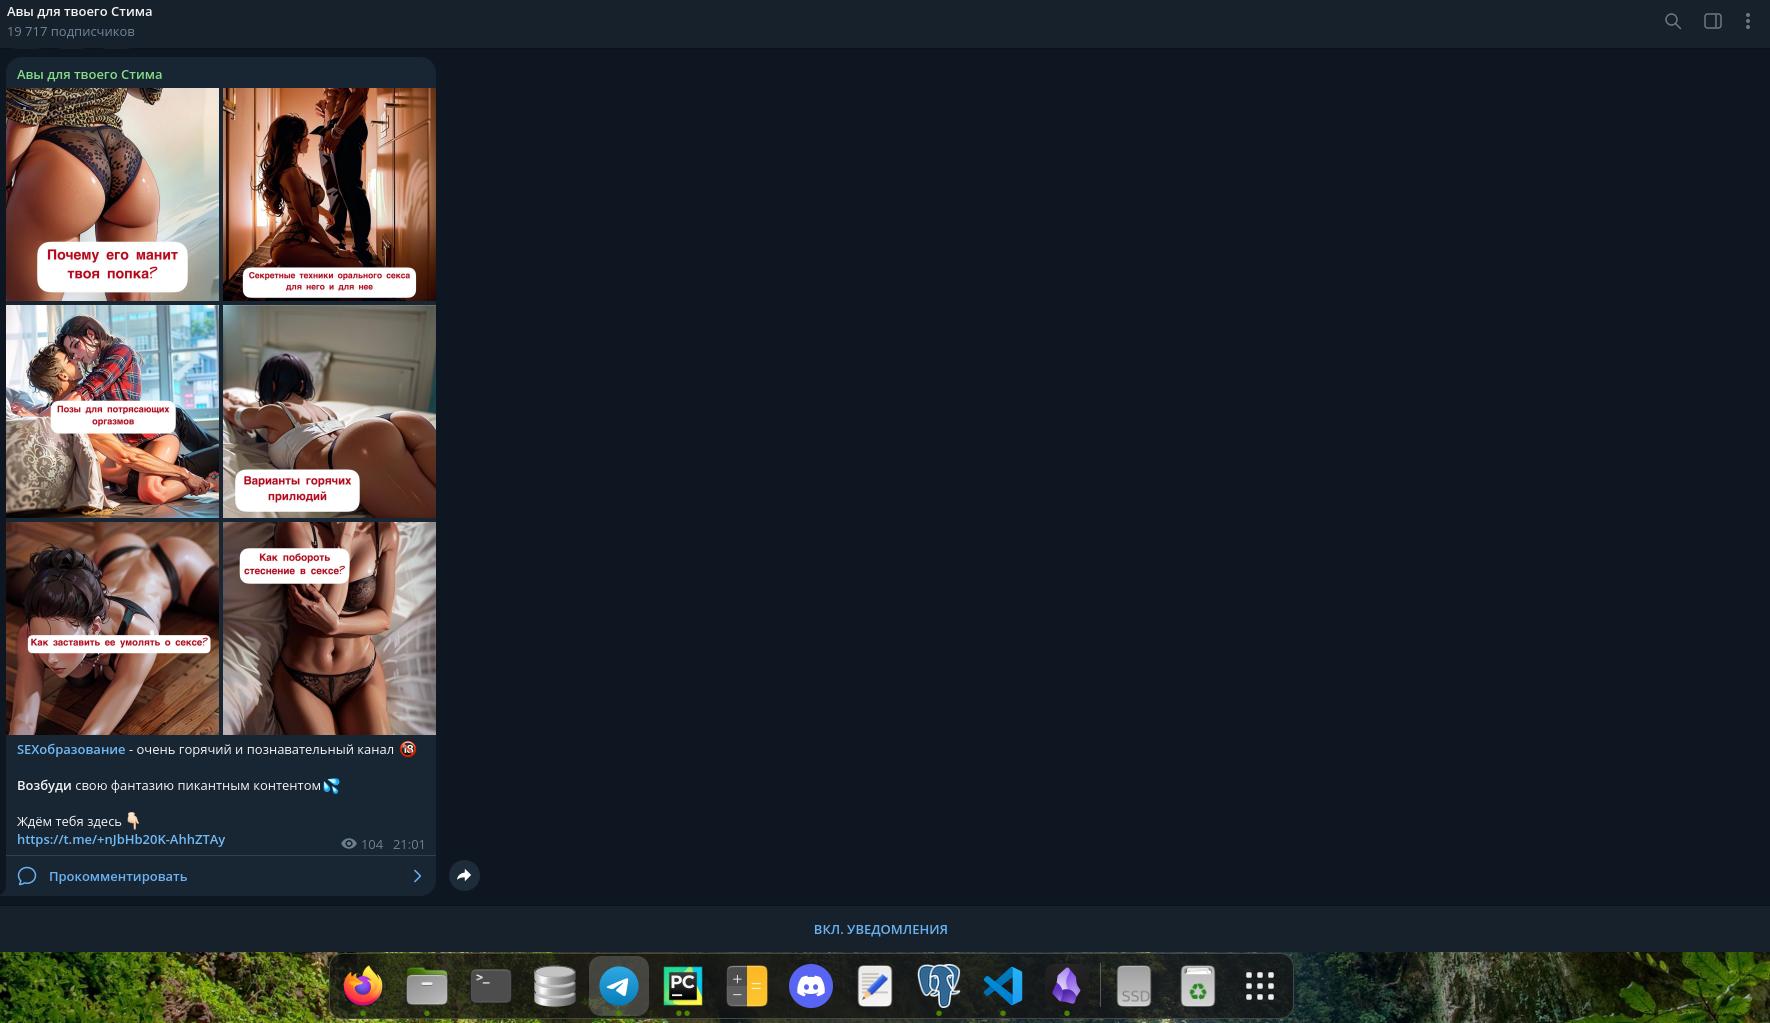 Авы для твоего Стима
19 717 подписчиков
Авы для твоего Стима
Почему его манит
твоя попка?
Секретные техники орального секса
для него и для нее
Позы для потрясающих
оргазмов
Варианты горячих
прилюдий
Как заставить ее умолять о сексе?
Как побороть
стеснение в сексе?
SEXобразование - очень горячий и познавательный канал 🔞
Возбуди свою фантазию пикантным контентом💦
Ждём тебя здесь 👇🏻
https://t.me/+nJbHb20K-AhhZTAy
104 21:01
Прокомментировать
ВКЛ. УВЕДОМЛЕНИЯ
>_
PC
SSD